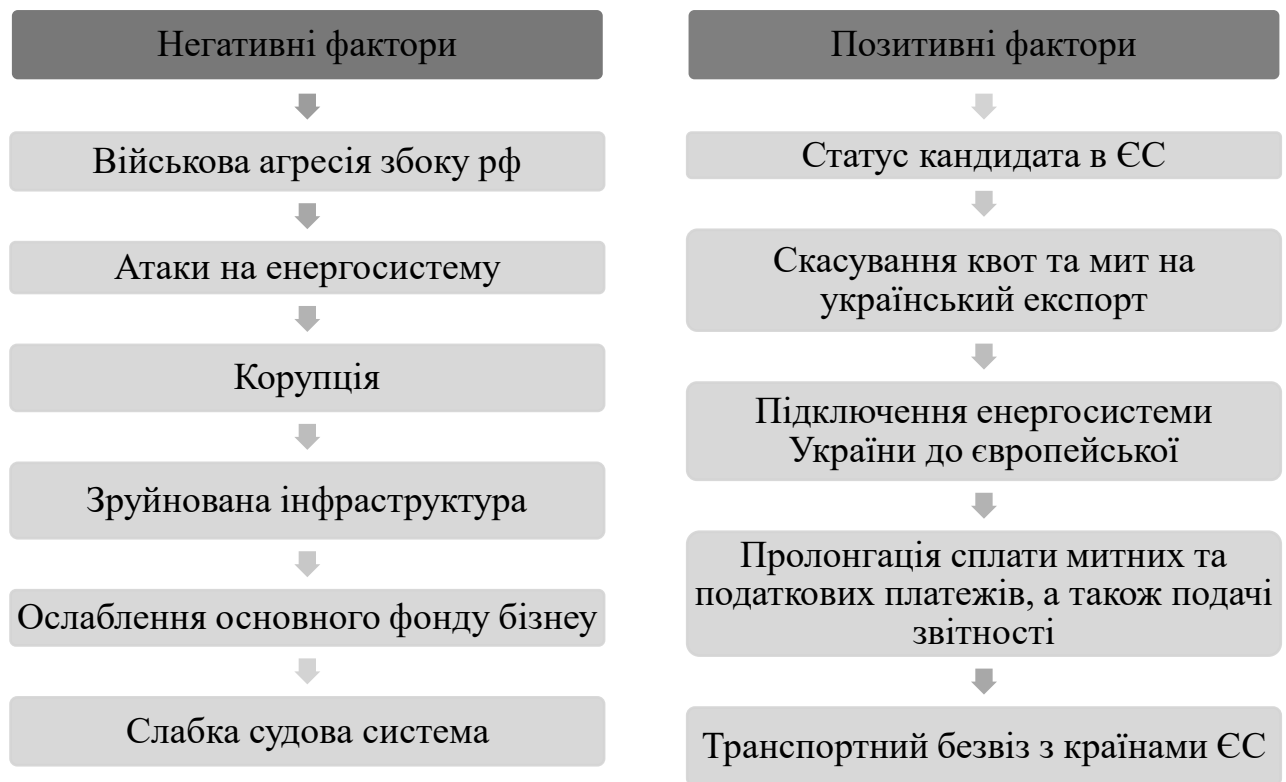 Негативні фактори
Військова агресія збоку рф
Атаки на енергосистему
Корупція
Зруйнована інфраструктура
Ослаблення основного фонду бізнеу
Слабка судова система
Позитивні фактори
Статус кандидата в ЄС
Скасування квот та мит на
український експорт
Підключення енергосистеми
України до європейської
Пролонгація сплати митних та
податкових платежів, а також подачі
звітності
Транспортний безвіз з країнами ЄС